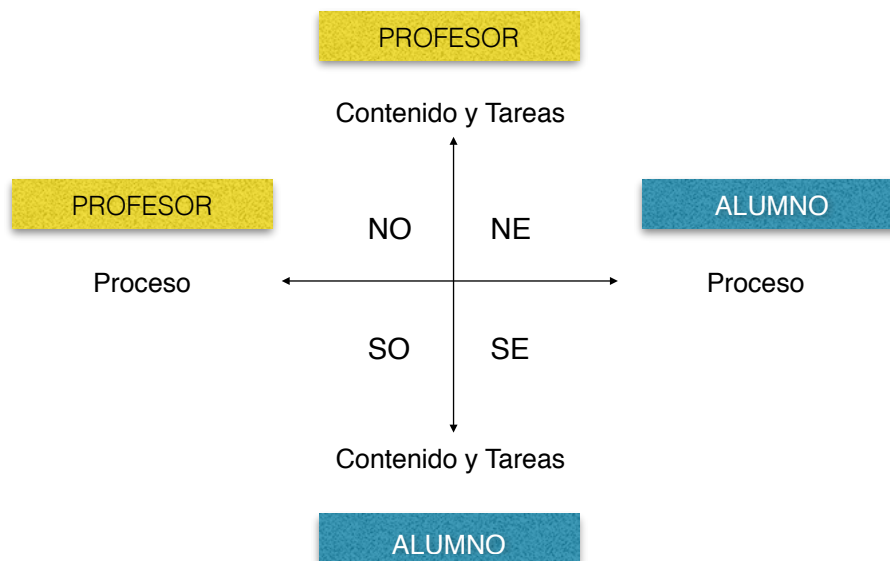 PROFESOR
Contenido y Tareas
PROFESOR
ALUMNO
NO
NE
Proceso
Proceso
SO
SE
Contenido y Tareas
ALUMNO